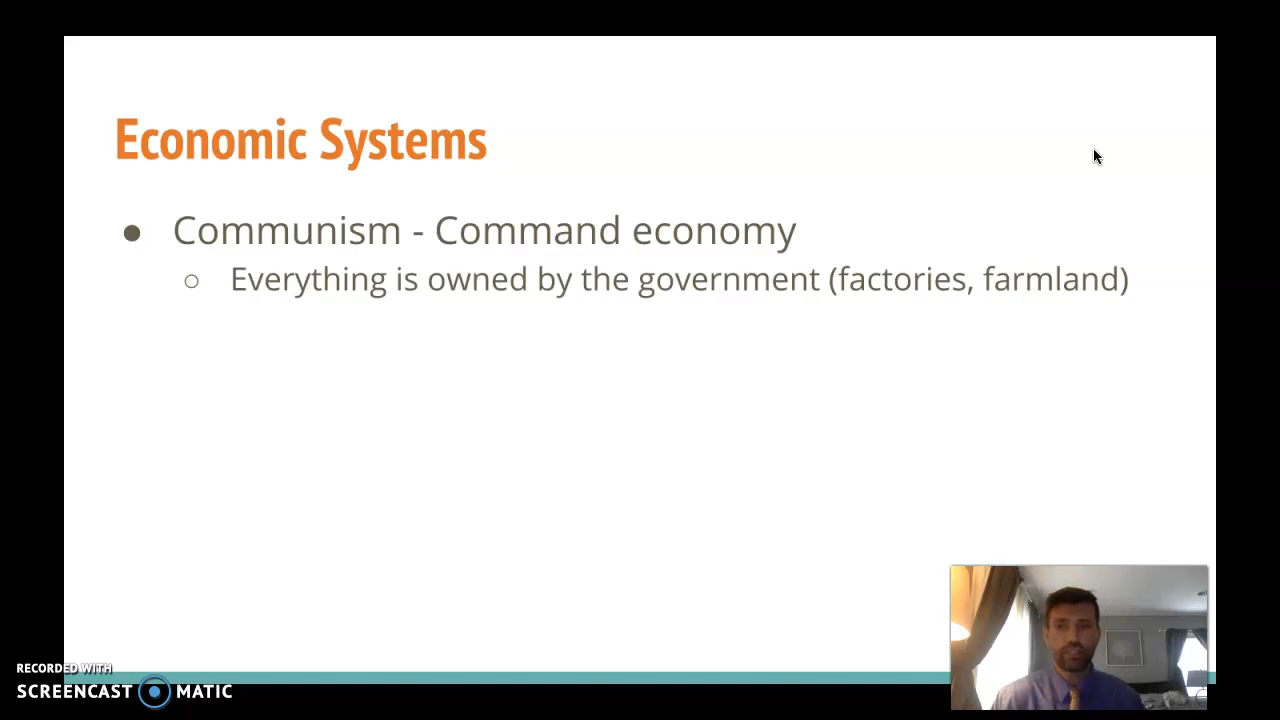 Economic Systems
● Communism - Command economy
○ Everything is owned by the government (factories, farmland)
RECORDED WITH
SCREENCAST MATIC